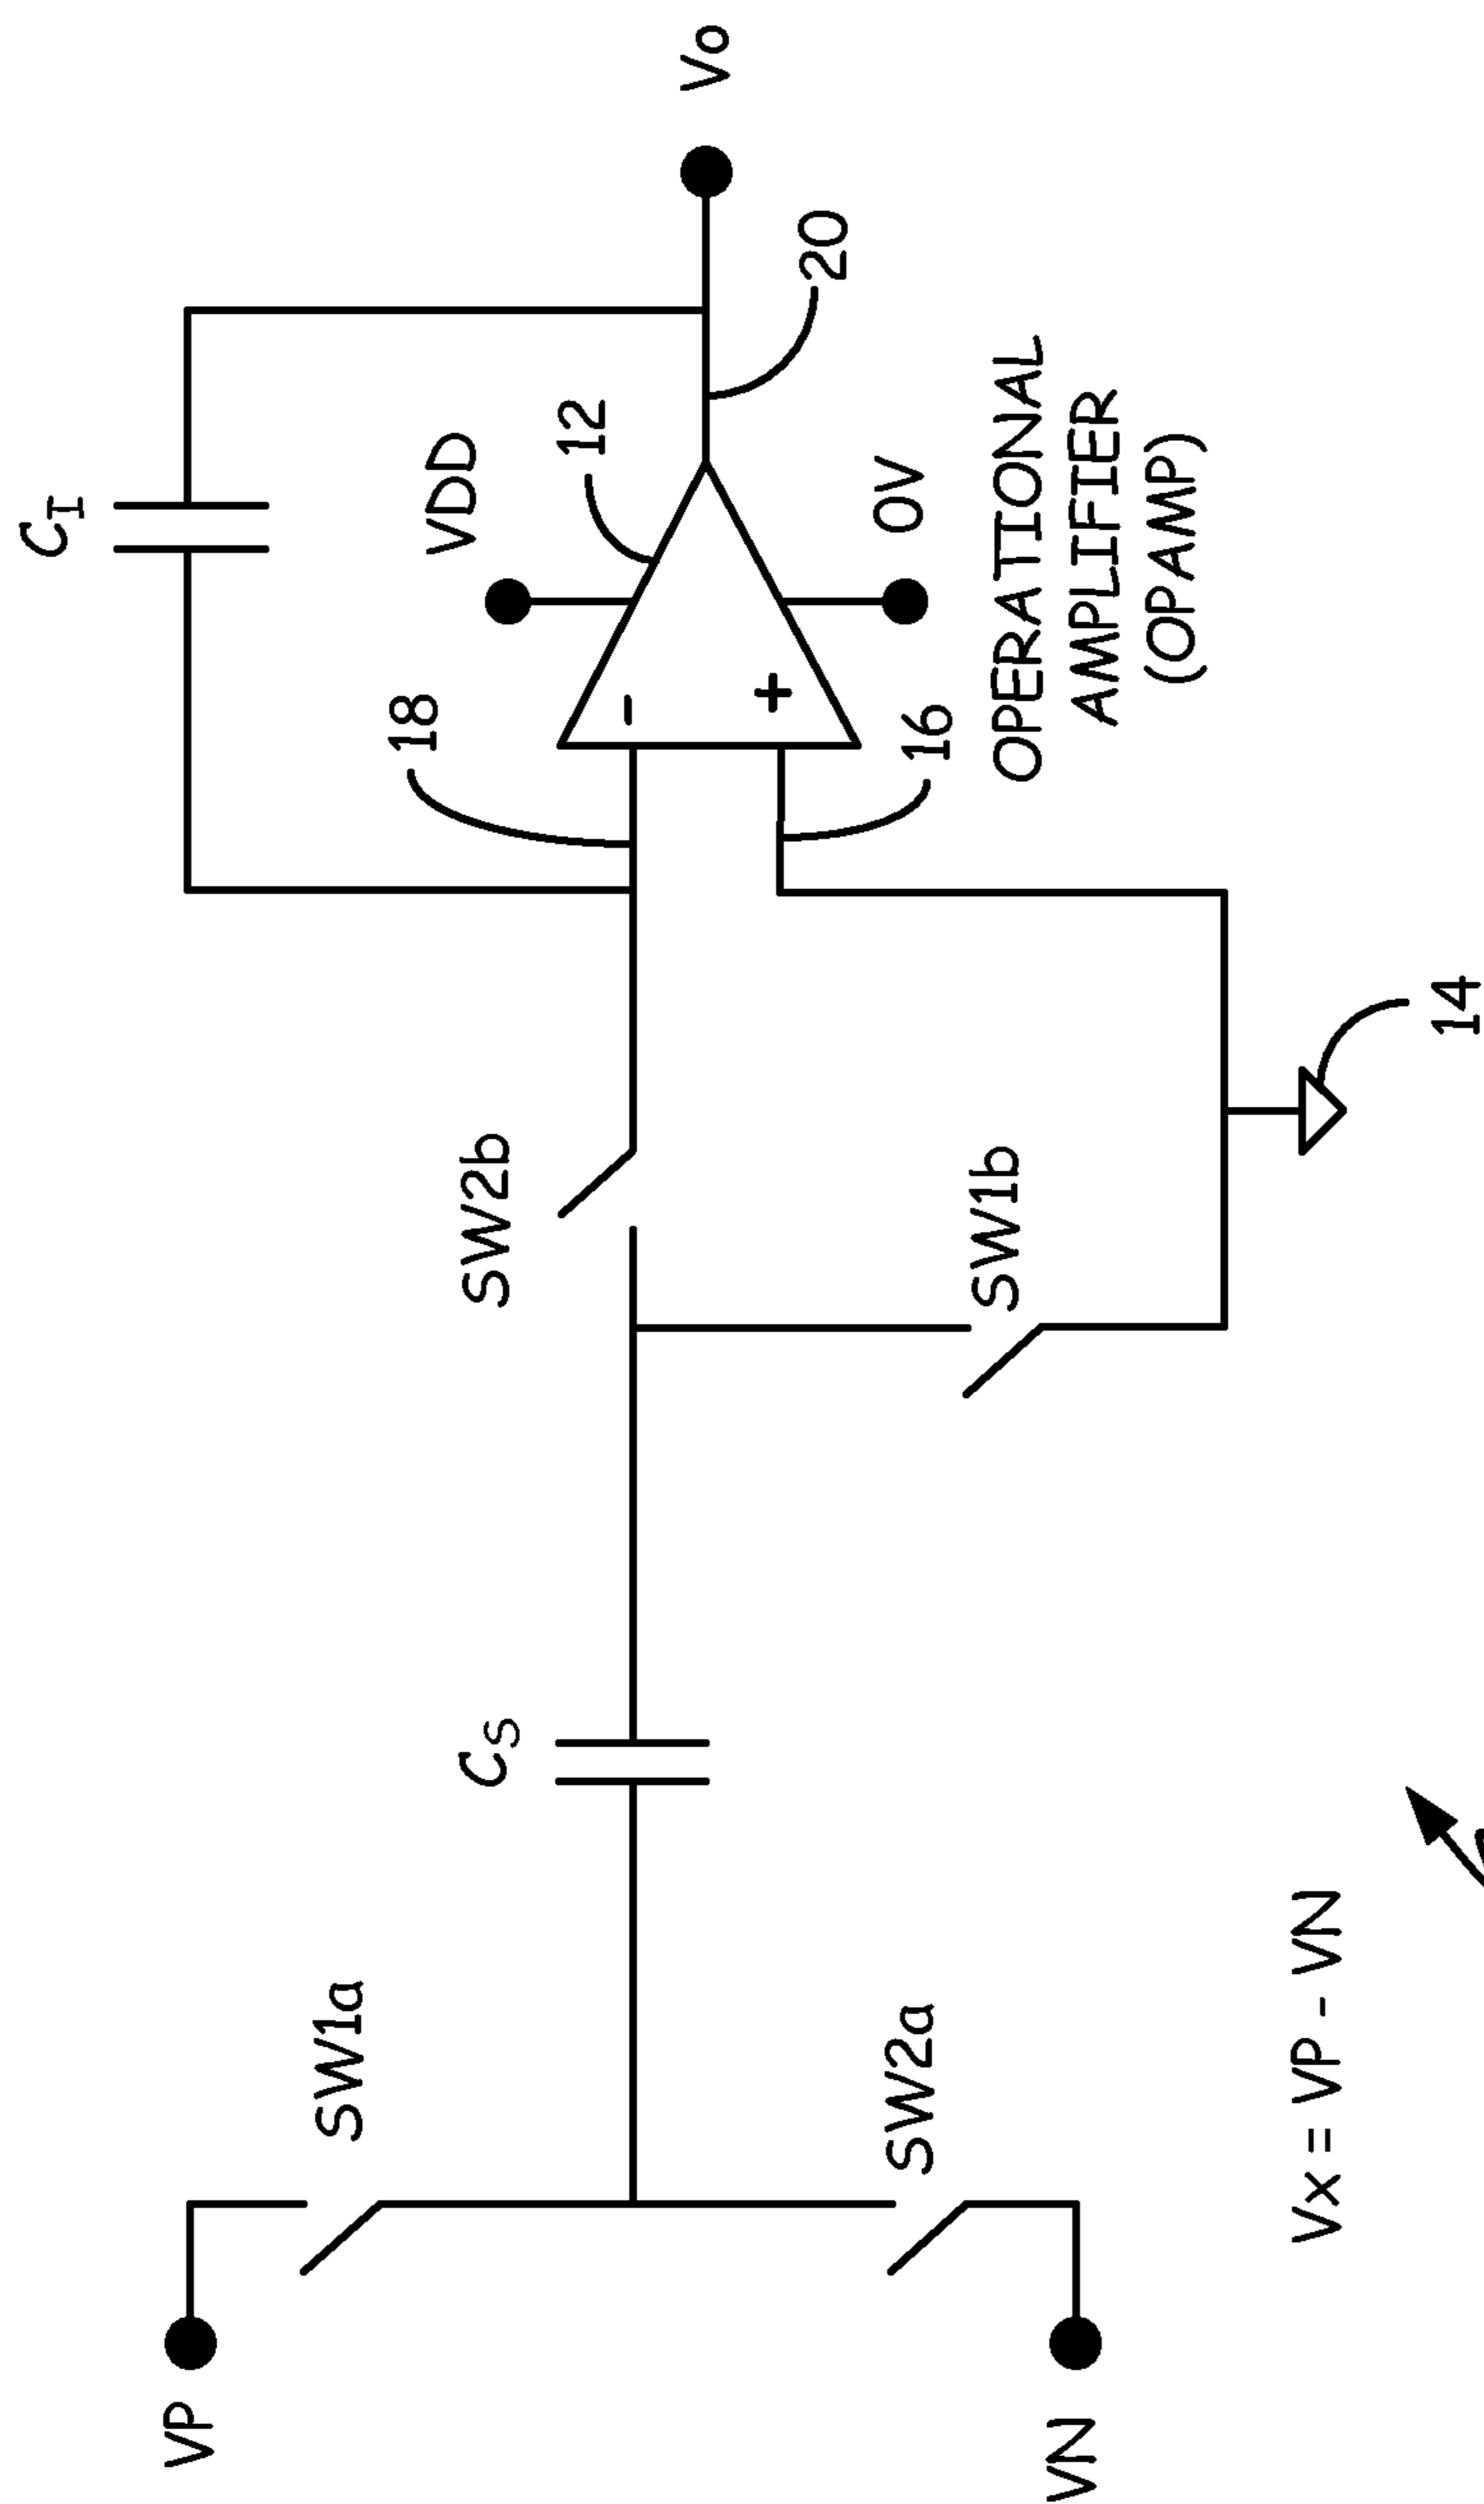 C_I
VDD
18
12
Vo
SW2b
20
0V
16
OPERATIONAL
AMPLIFIER
(OPAMP)
C_S
SW1b
14
VP
SW1a
SW2a
VN
Vx = VP - VN